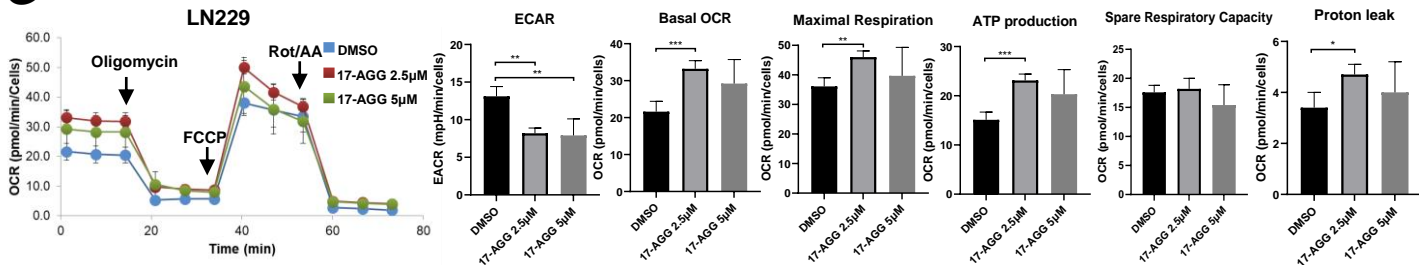 LN229
OCR (pmol/min/Cells)
60.0
50.0
40.0
30.0
20.0
10.0
0.0
0
20
40
60
80
Time (min)
Oligomycin
FCCP
Rot/AA
DMSO
17-AGG 2.5µM
17-AGG 5µM
ECAR
EACR (mpH/min/cells)
20
15
10
5
0
**
**
DMSO
17-AGG 2.5µM
17-AGG 5µM
Basal OCR
OCR (pmol/min/cells)
40
30
20
10
0
***
DMSO
17-AGG 2.5µM
17-AGG 5µM
Maximal Respiration
OCR (pmol/min/cells)
50
40
30
20
10
0
**
DMSO
17-AGG 2.5µM
17-AGG 5µM
ATP production
OCR (pmol/min/cells)
30
20
10
0
***
DMSO
17-AGG 2.5µM
17-AGG 5µM
Spare Respiratory Capacity
OCR (pmol/min/cells)
25
20
15
10
5
0
DMSO
17-AGG 2.5µM
17-AGG 5µM
Proton leak
OCR (pmol/min/cells)
6
4
2
0
*
DMSO
17-AGG 2.5µM
17-AGG 5µM